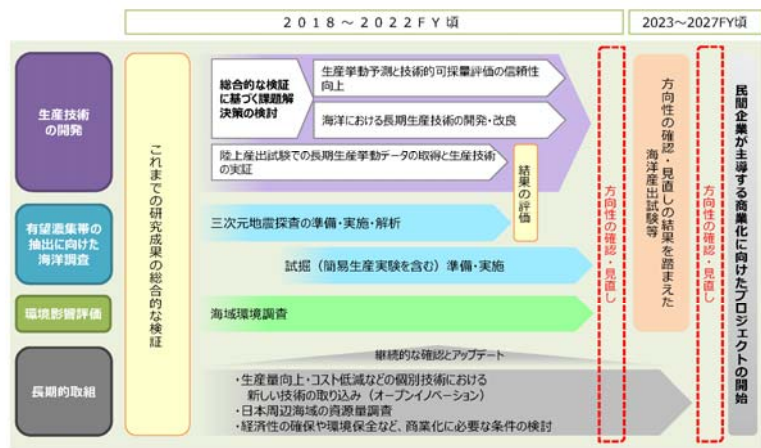 2018～2022FY頃
2023～2027FY頃
生産技術
の開発
有望濃集帯の
抽出に向けた
海洋調査
環境影響評価
長期的取組
これまでの研究成果の総合的な検証
総合的な検証
に基づく課題解
決策の検討
生産挙動予測と技術的可採量評価の信頼性
向上
海洋における長期生産技術の開発・改良
陸上産出試験での長期生産挙動データの取得と生産技術
の実証
結果の評価
三次元地震探査の準備・実施・解析
試掘（簡易生産実験を含む）準備・実施
海域環境調査
継続的な確認とアップデート
・生産量向上・コスト低減などの個別技術における
新しい技術の取り込み（オープンイノベーション）
・日本周辺海域の資源量調査
・経済性の確保や環境保全など、商業化に必要な条件の検討
方向性の確認・見直し
方向性の確認・見直しの結果を踏まえた
海洋産出試験等
方向性の確認・見直し
民間企業が主導する商業化に向けたプロジェクトの開始